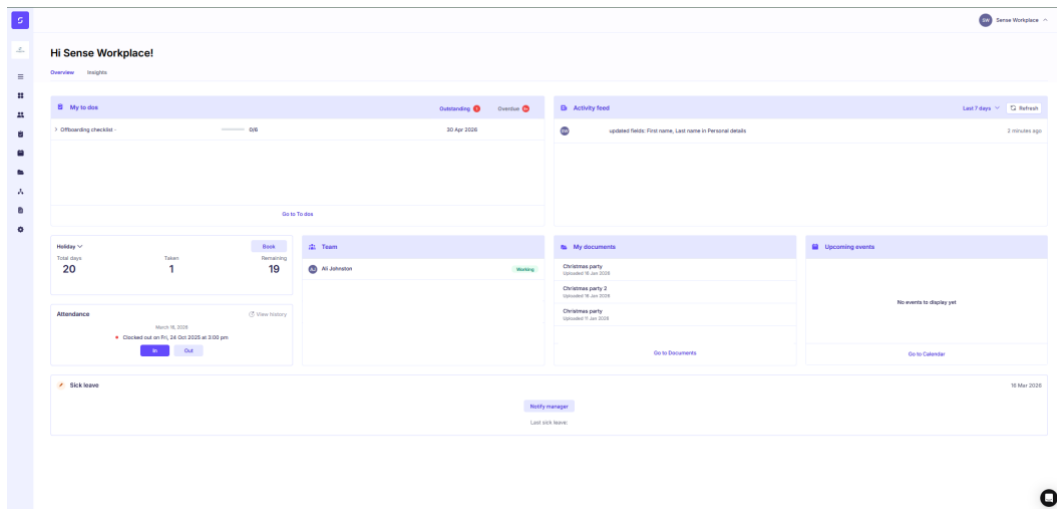 Sense Workplace
SW
Hi Sense Workplace!
Overview Insights
My to dos Outstanding Overdue
Offboarding checklist - 0/6 30 Apr 2026
Go to To dos
Activity feed Last 7 days Refresh
updated fields: First name, Last name in Personal details 2 minutes ago
Holiday Book
Total days Taken Remaining
20 1 19
Attendance View history
March 16, 2026
Clocked out on Fri, 24 Oct 2025 at 2:00 pm
In Out
Team
AJ Ali Johnston Working
My documents
Christmas party
Uploaded 16 Jan 2026
Christmas party 2
Uploaded 16 Jan 2026
Christmas party
Uploaded 11 Jan 2026
Go to Documents
Upcoming events
No events to display yet
Go to Calendar
Sick leave 16 Mar 2026
Notify manager
Last sick leave: